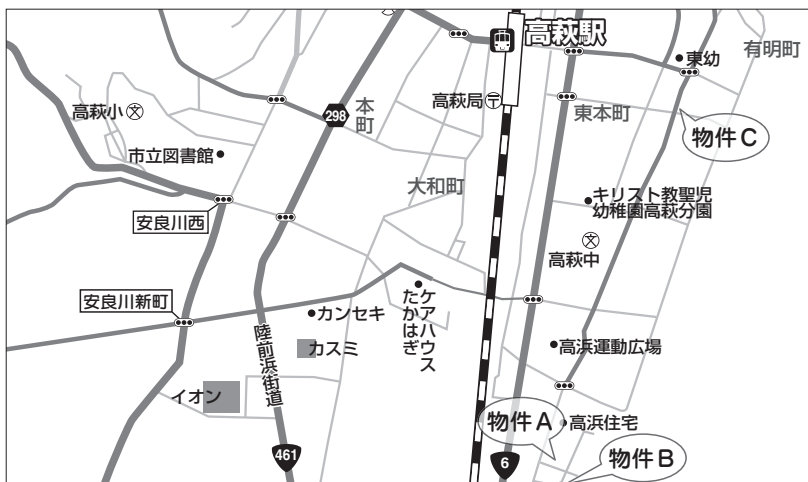 高萩駅
有明町
東幼
高萩局
高萩小
298
本町
東本町
物件C
市立図書館
大和町
キリスト教聖児
幼稚園高萩分園
安良川西
高萩中
安良川新町
カンセキ
ケアハウス
たかはぎ
陸前浜街道
カスミ
高浜運動広場
イオン
物件A
高浜住宅
461
6
物件B